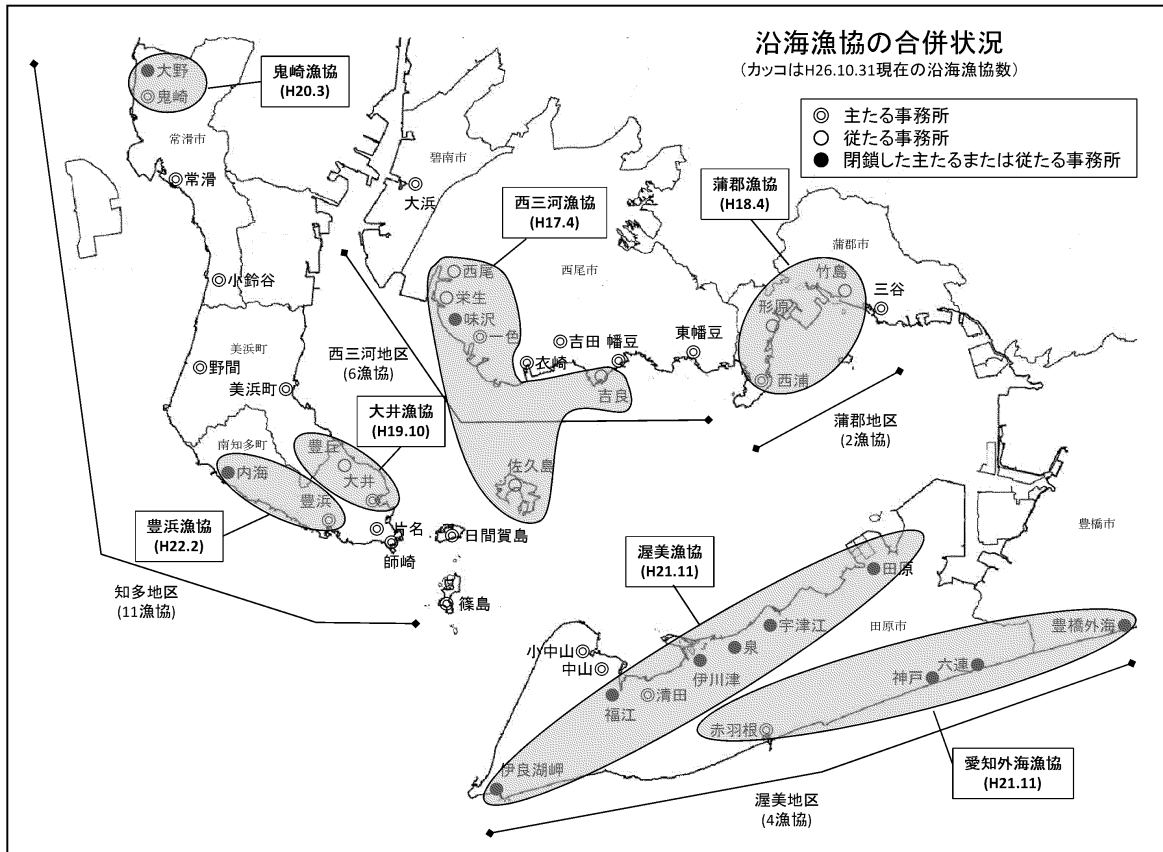 沿海漁協の合併状況
(カッコはH26.10.31現在の沿海漁協数)
◎ 主たる事務所
○ 従たる事務所
● 閉鎖した主たるまたは従たる事務所
大野
鬼崎
鬼崎漁協
(H20.3)
常滑市
常滑
碧南市
大浜
西三河漁協
(H17.4)
蒲郡漁協
(H18.4)
蒲郡市
竹島
三谷
形原
西浦
西尾市
西尾
栄生
味沢
一色
衣崎
吉田
幡豆
東幡豆
吉良
佐久島
小鈴谷
美浜町
野間
美浜町
西三河地区
(6漁協)
蒲郡地区
(2漁協)
大井漁協
(H19.10)
南知多町
豊丘
大井
内海
豊浜
豊浜漁協
(H22.2)
片名
師崎
日間賀島
篠島
知多地区
(11漁協)
渥美漁協
(H21.11)
豊橋市
田原
田原市
宇津江
泉
伊川津
小中山
中山
清田
福江
伊良湖岬
豊橋外海
六連
神戸
赤羽根
愛知外海漁協
(H21.11)
渥美地区
(4漁協)